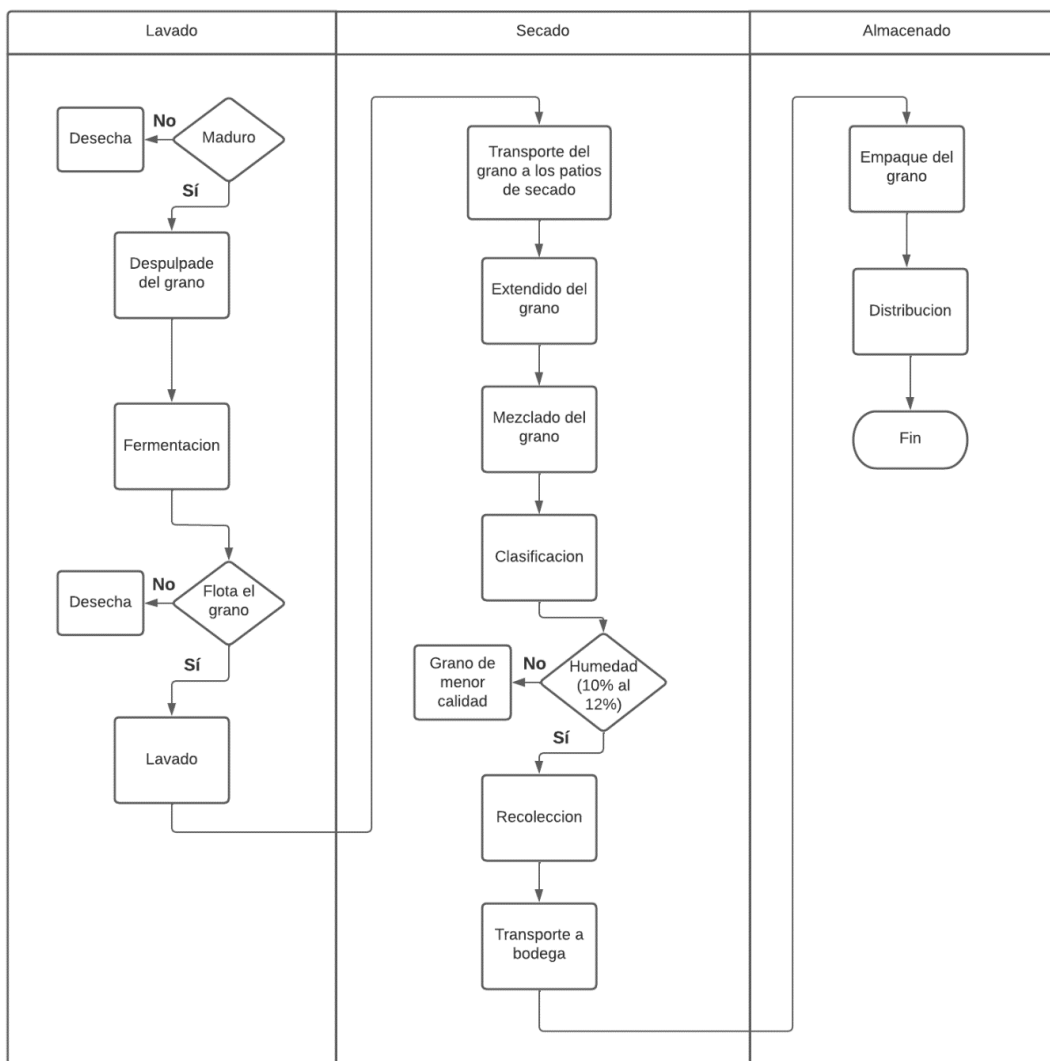 Lavado
Secado
Almacenado
Maduro
No
Desecha
Sí
Despulpade
del grano
Fermentacion
Flota el
grano
No
Desecha
Sí
Lavado
Transporte del
grano a los patios
de secado
Extendido del
grano
Mezclado del
grano
Clasificacion
Humedad
(10% al
12%)
No
Grano de
menor
calidad
Sí
Recoleccion
Transporte a
bodega
Empaque del
grano
Distribucion
Fin